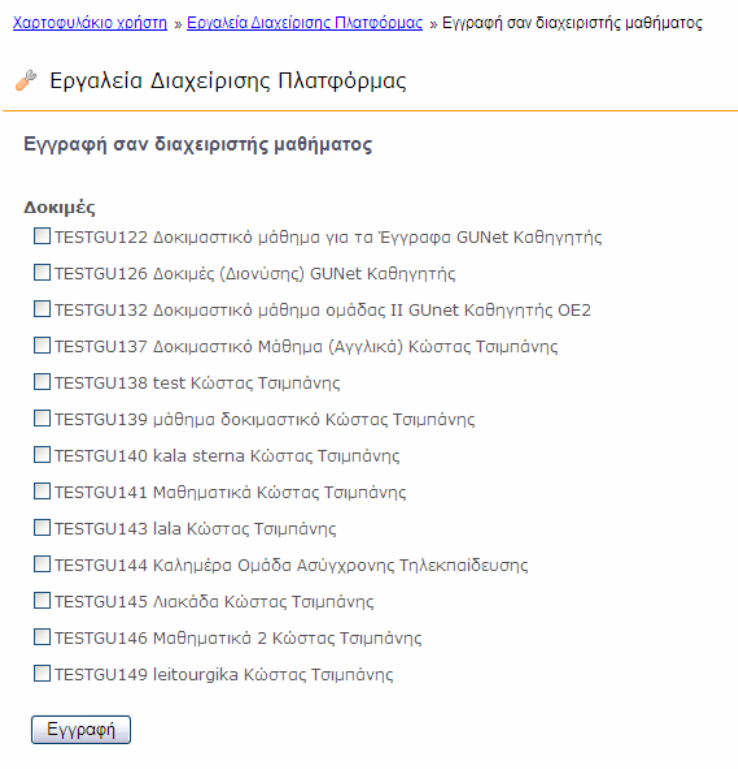 Χαρτοφυλάκιο χρήστη » Εργαλεία Διαχείρισης Πλατφόρμας » Εγγραφή σαν διαχειριστής μαθήματος
Εργαλεία Διαχείρισης Πλατφόρμας
Εγγραφή σαν διαχειριστής μαθήματος
Δοκιμές
TESTGU122 Δοκιμαστικό μάθημα για τα Έγγραφα GUNet Καθηγητής
TESTGU126 Δοκιμές (Διονύσης) GUNet Καθηγητής
TESTGU132 Δοκιμαστικό μάθημα ομάδας ΙΙ GUnet Καθηγητής ΟΕ2
TESTGU137 Δοκιμαστικό Μάθημα (Αγγλικά) Κώστας Τσιμπάνης
TESTGU138 test Κώστας Τσιμπάνης
TESTGU139 μάθημα δοκιμαστικό Κώστας Τσιμπάνης
TESTGU140 kala sterna Κώστας Τσιμπάνης
TESTGU141 Μαθηματικά Κώστας Τσιμπάνης
TESTGU143 lala Κώστας Τσιμπάνης
TESTGU144 Καλημέρα Ομάδα Ασύγχρονης Τηλεκπαίδευσης
TESTGU145 Λιακάδα Κώστας Τσιμπάνης
TESTGU146 Μαθηματικά 2 Κώστας Τσιμπάνης
TESTGU149 leitourgika Κώστας Τσιμπάνης
Εγγραφή